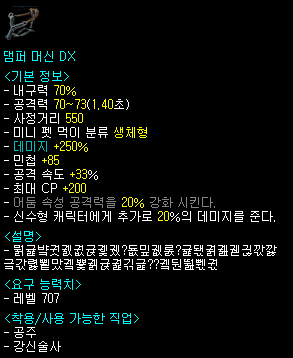 댐퍼 머신 DX
<기본 정보>
- 내구력 70%
- 공격력 70~73(1.40초)
- 사정거리 550
- 미니 펫 먹이 분류 생체형
- 데미지 +250%
- 민첩 +85
- 공격 속도 +33%
- 최대 CP +200
- 어둠 속성 공격력을 20% 강화 시킨다.
- 신수형 캐릭터에게 추가로 20%의 데미지를 준다.
<설명>
<요구 능력치>
- 레벨 707
<착용/사용 가능한 직업>
- 공주
- 강신술사